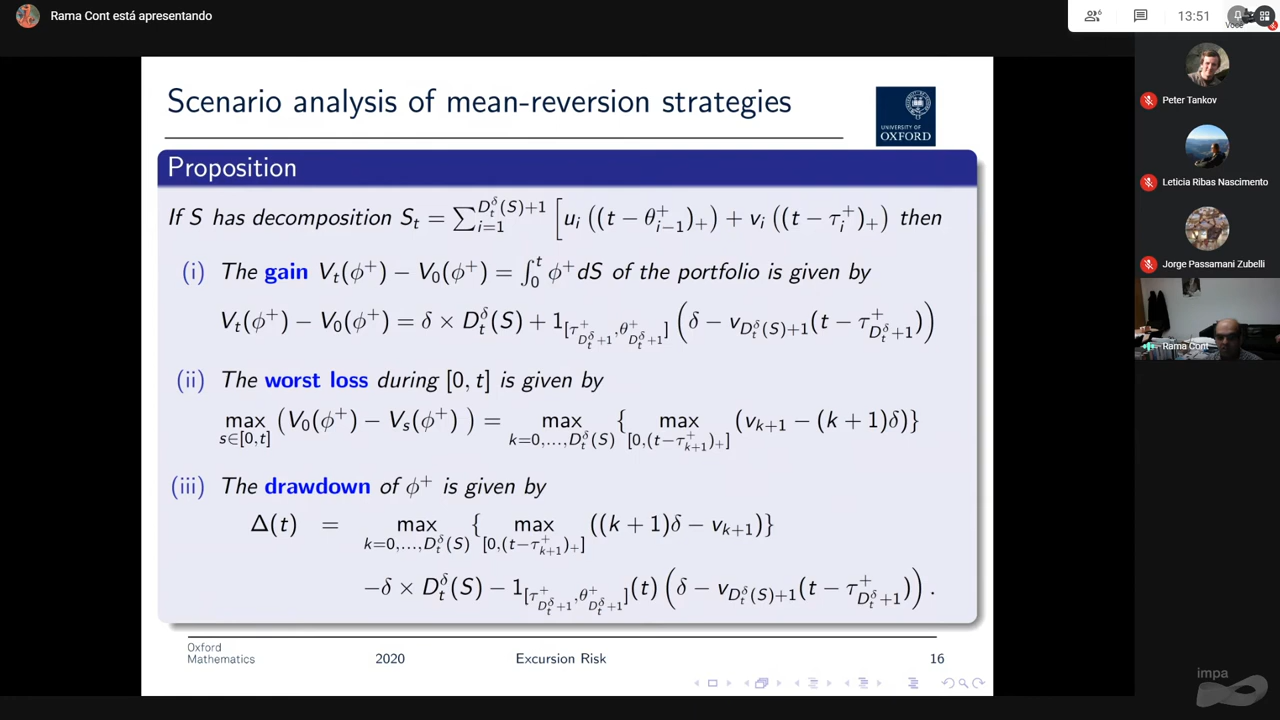 Rama Cont está apresentando
6
13:51
Você
Scenario analysis of mean-reversion strategies
UNIVERSITY OF
OXFORD
Proposition
If S has decomposition S_t = ∑_{i=1}^{D_t^δ(S)+1} [u_i ((t − θ_{i−1}^+)_+) + v_i ((t − τ_i^+)_+) then
(i) The gain V_t(ϕ^+) − V_0(ϕ^+) = ∫_0^t ϕ^+ dS of the portfolio is given by
V_t(ϕ^+) − V_0(ϕ^+) = δ × D_t^δ(S) + 1_{[τ^+_{D_t^δ+1}, θ^+_{D_t^δ+1}]} (δ − v_{D_t^δ(S)+1}(t − τ^+_{D_t^δ+1}))
(ii) The worst loss during [0, t] is given by
max_{s∈[0,t]} (V_0(ϕ^+) − V_s(ϕ^+) ) = max_{k=0,...,D_t^δ(S)} { max_{[0,(t−τ^+_{k+1})_+]} (v_{k+1} − (k + 1)δ)}
(iii) The drawdown of ϕ^+ is given by
Δ(t) = max_{k=0,...,D_t^δ(S)} { max_{[0,(t−τ^+_{k+1})_+]} ((k + 1)δ − v_{k+1})}
−δ × D_t^δ(S) − 1_{[τ^+_{D_t^δ+1}, θ^+_{D_t^δ+1}]}(t) (δ − v_{D_t^δ(S)+1}(t − τ^+_{D_t^δ+1})) .
Oxford
Mathematics
2020
Excursion Risk
16
Peter Tankov
Leticia Ribas Nascimento
Jorge Passamani Zubelli
Rama Cont
impa